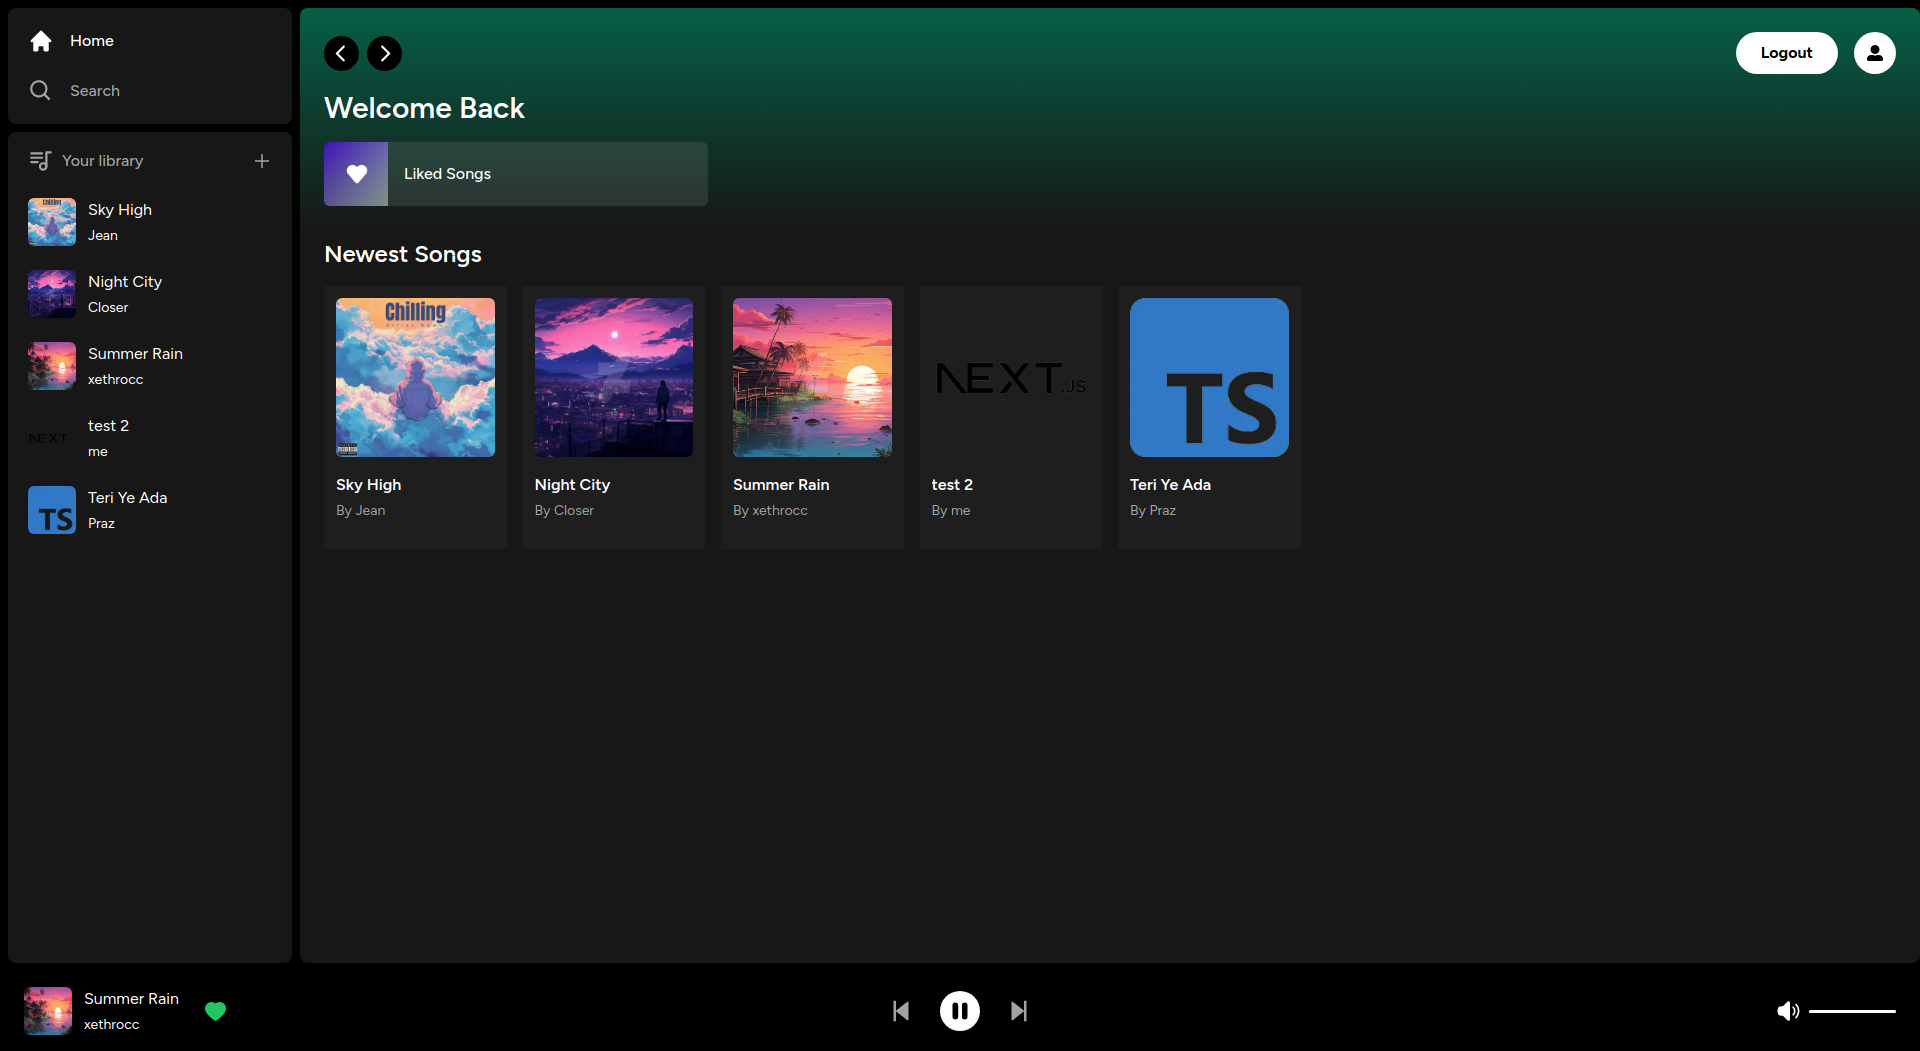 Home
Search
Your library
Sky High
Jean
Night City
Closer
Summer Rain
xethrocc
NEXT
test 2
me
TS
Teri Ye Ada
Praz
Logout
Welcome Back
Liked Songs
Newest Songs
Chilling
Sky High
By Jean
Night City
By Closer
Summer Rain
By xethrocc
NEXT.JS
test 2
By me
TS
Teri Ye Ada
By Praz
Summer Rain
xethrocc